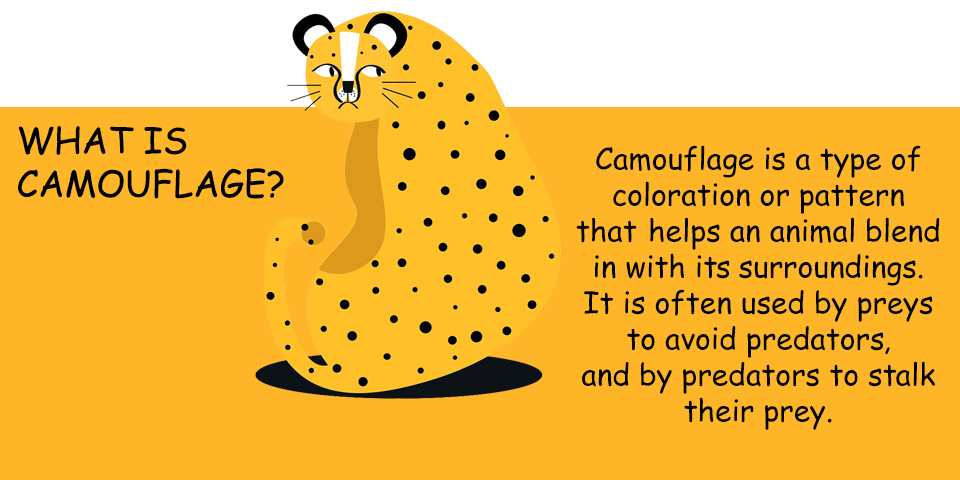 WHAT IS
CAMOUFLAGE?
Camouflage is a type of
coloration or pattern
that helps an animal blend
in with its surroundings.
It is often used by preys
to avoid predators,
and by predators to stalk
their prey.